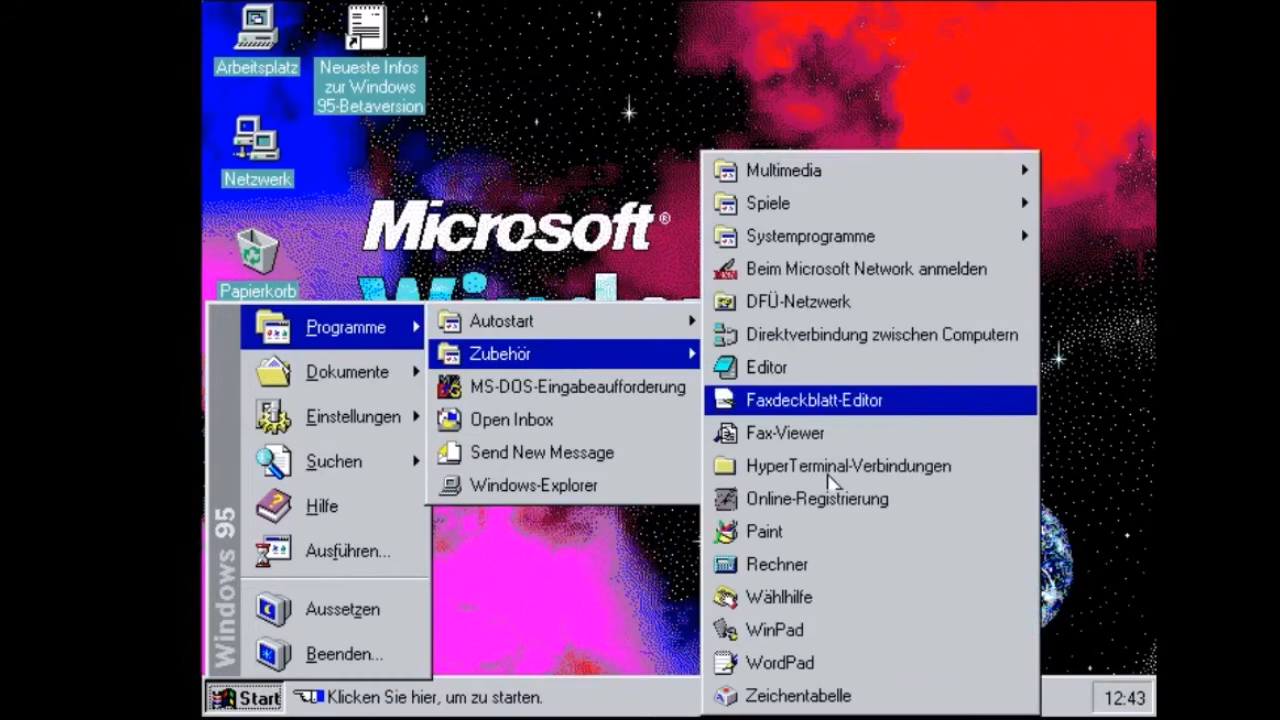 Arbeitsplatz
Neueste Infos
zur Windows
95-Betaversion
Netzwerk
Papierkorb
Microsoft®
Programme
Dokumente
Einstellungen
Suchen
Hilfe
Ausführen...
Aussetzen
Beenden...
Windows 95
Autostart
Zubehör
MS-DOS-Eingabeaufforderung
Open Inbox
Send New Message
Windows-Explorer
Multimedia
Spiele
Systemprogramme
Beim Microsoft Network anmelden
DFÜ-Netzwerk
Direktverbindung zwischen Computern
Editor
Faxdeckblatt-Editor
Fax-Viewer
HyperTerminal-Verbindungen
Online-Registrierung
Paint
Rechner
Wählhilfe
WinPad
WordPad
Zeichentabelle
Start
Klicken Sie hier, um zu starten.
12:43